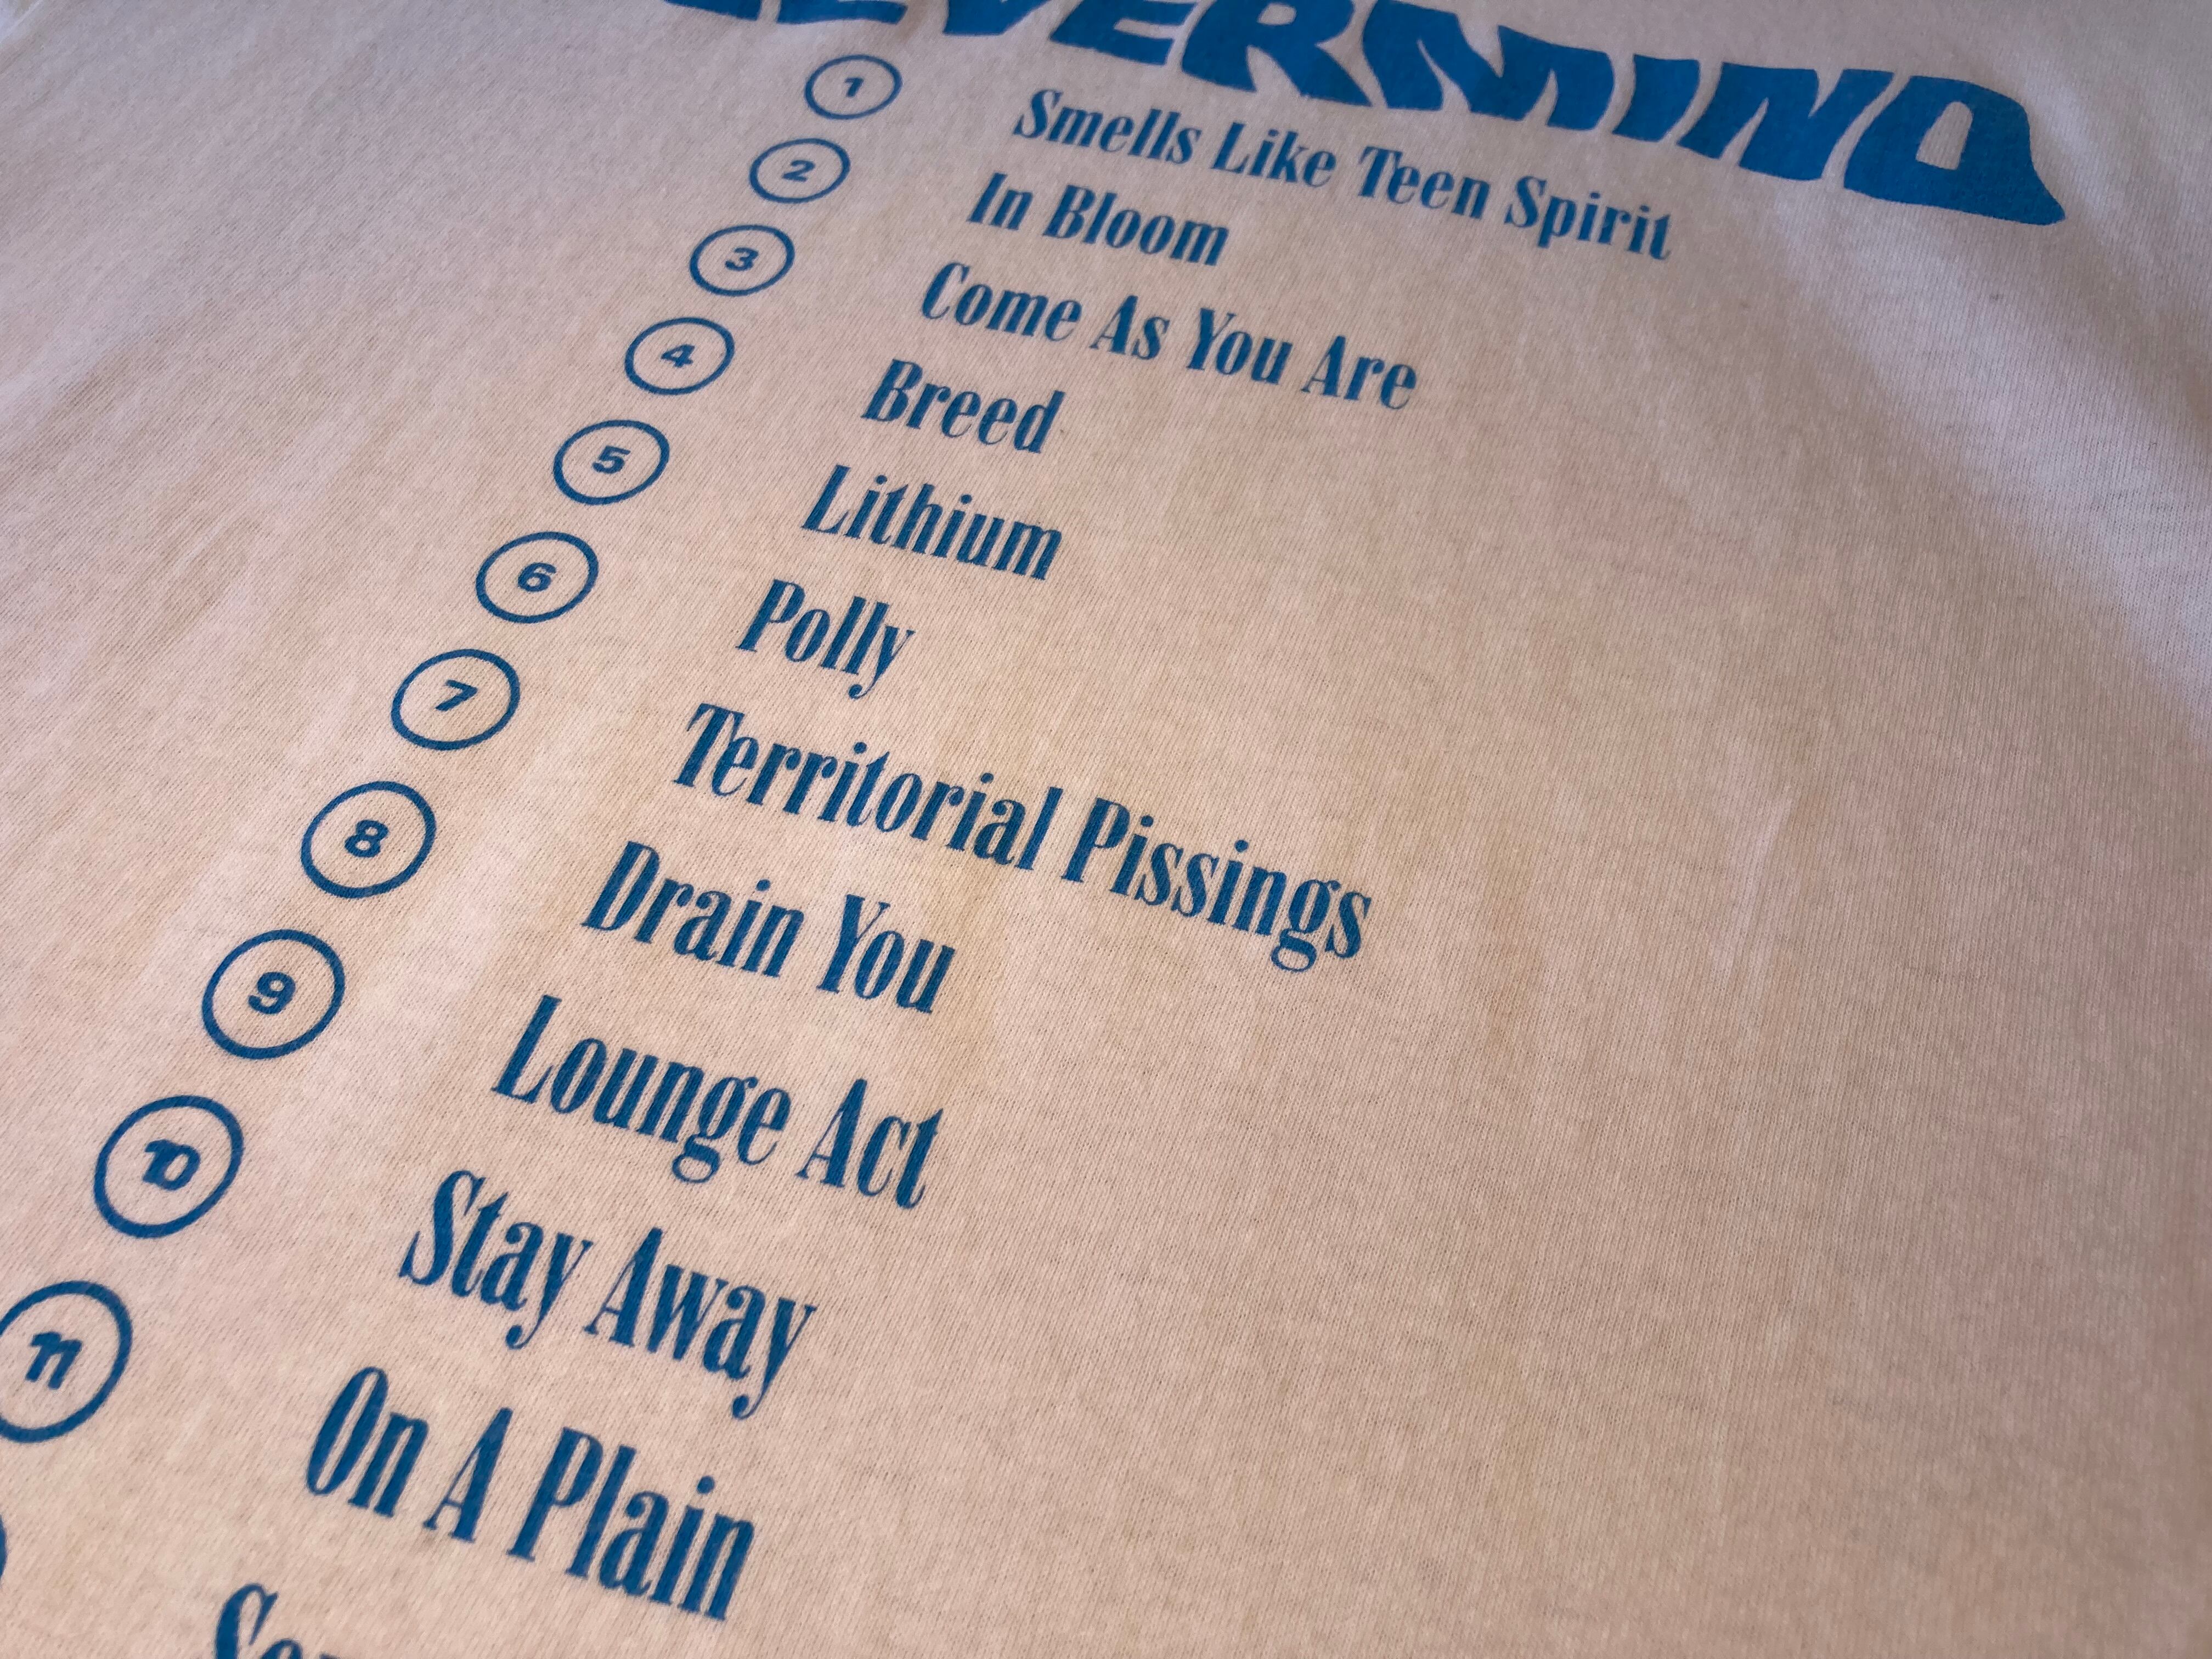 EVERMIND
1 Smells Like Teen Spirit
2 In Bloom
3 Come As You Are
4 Breed
5 Lithium
6 Polly
7 Territorial Pissings
8 Drain You
9 Lounge Act
10 Stay Away
11 On A Plain